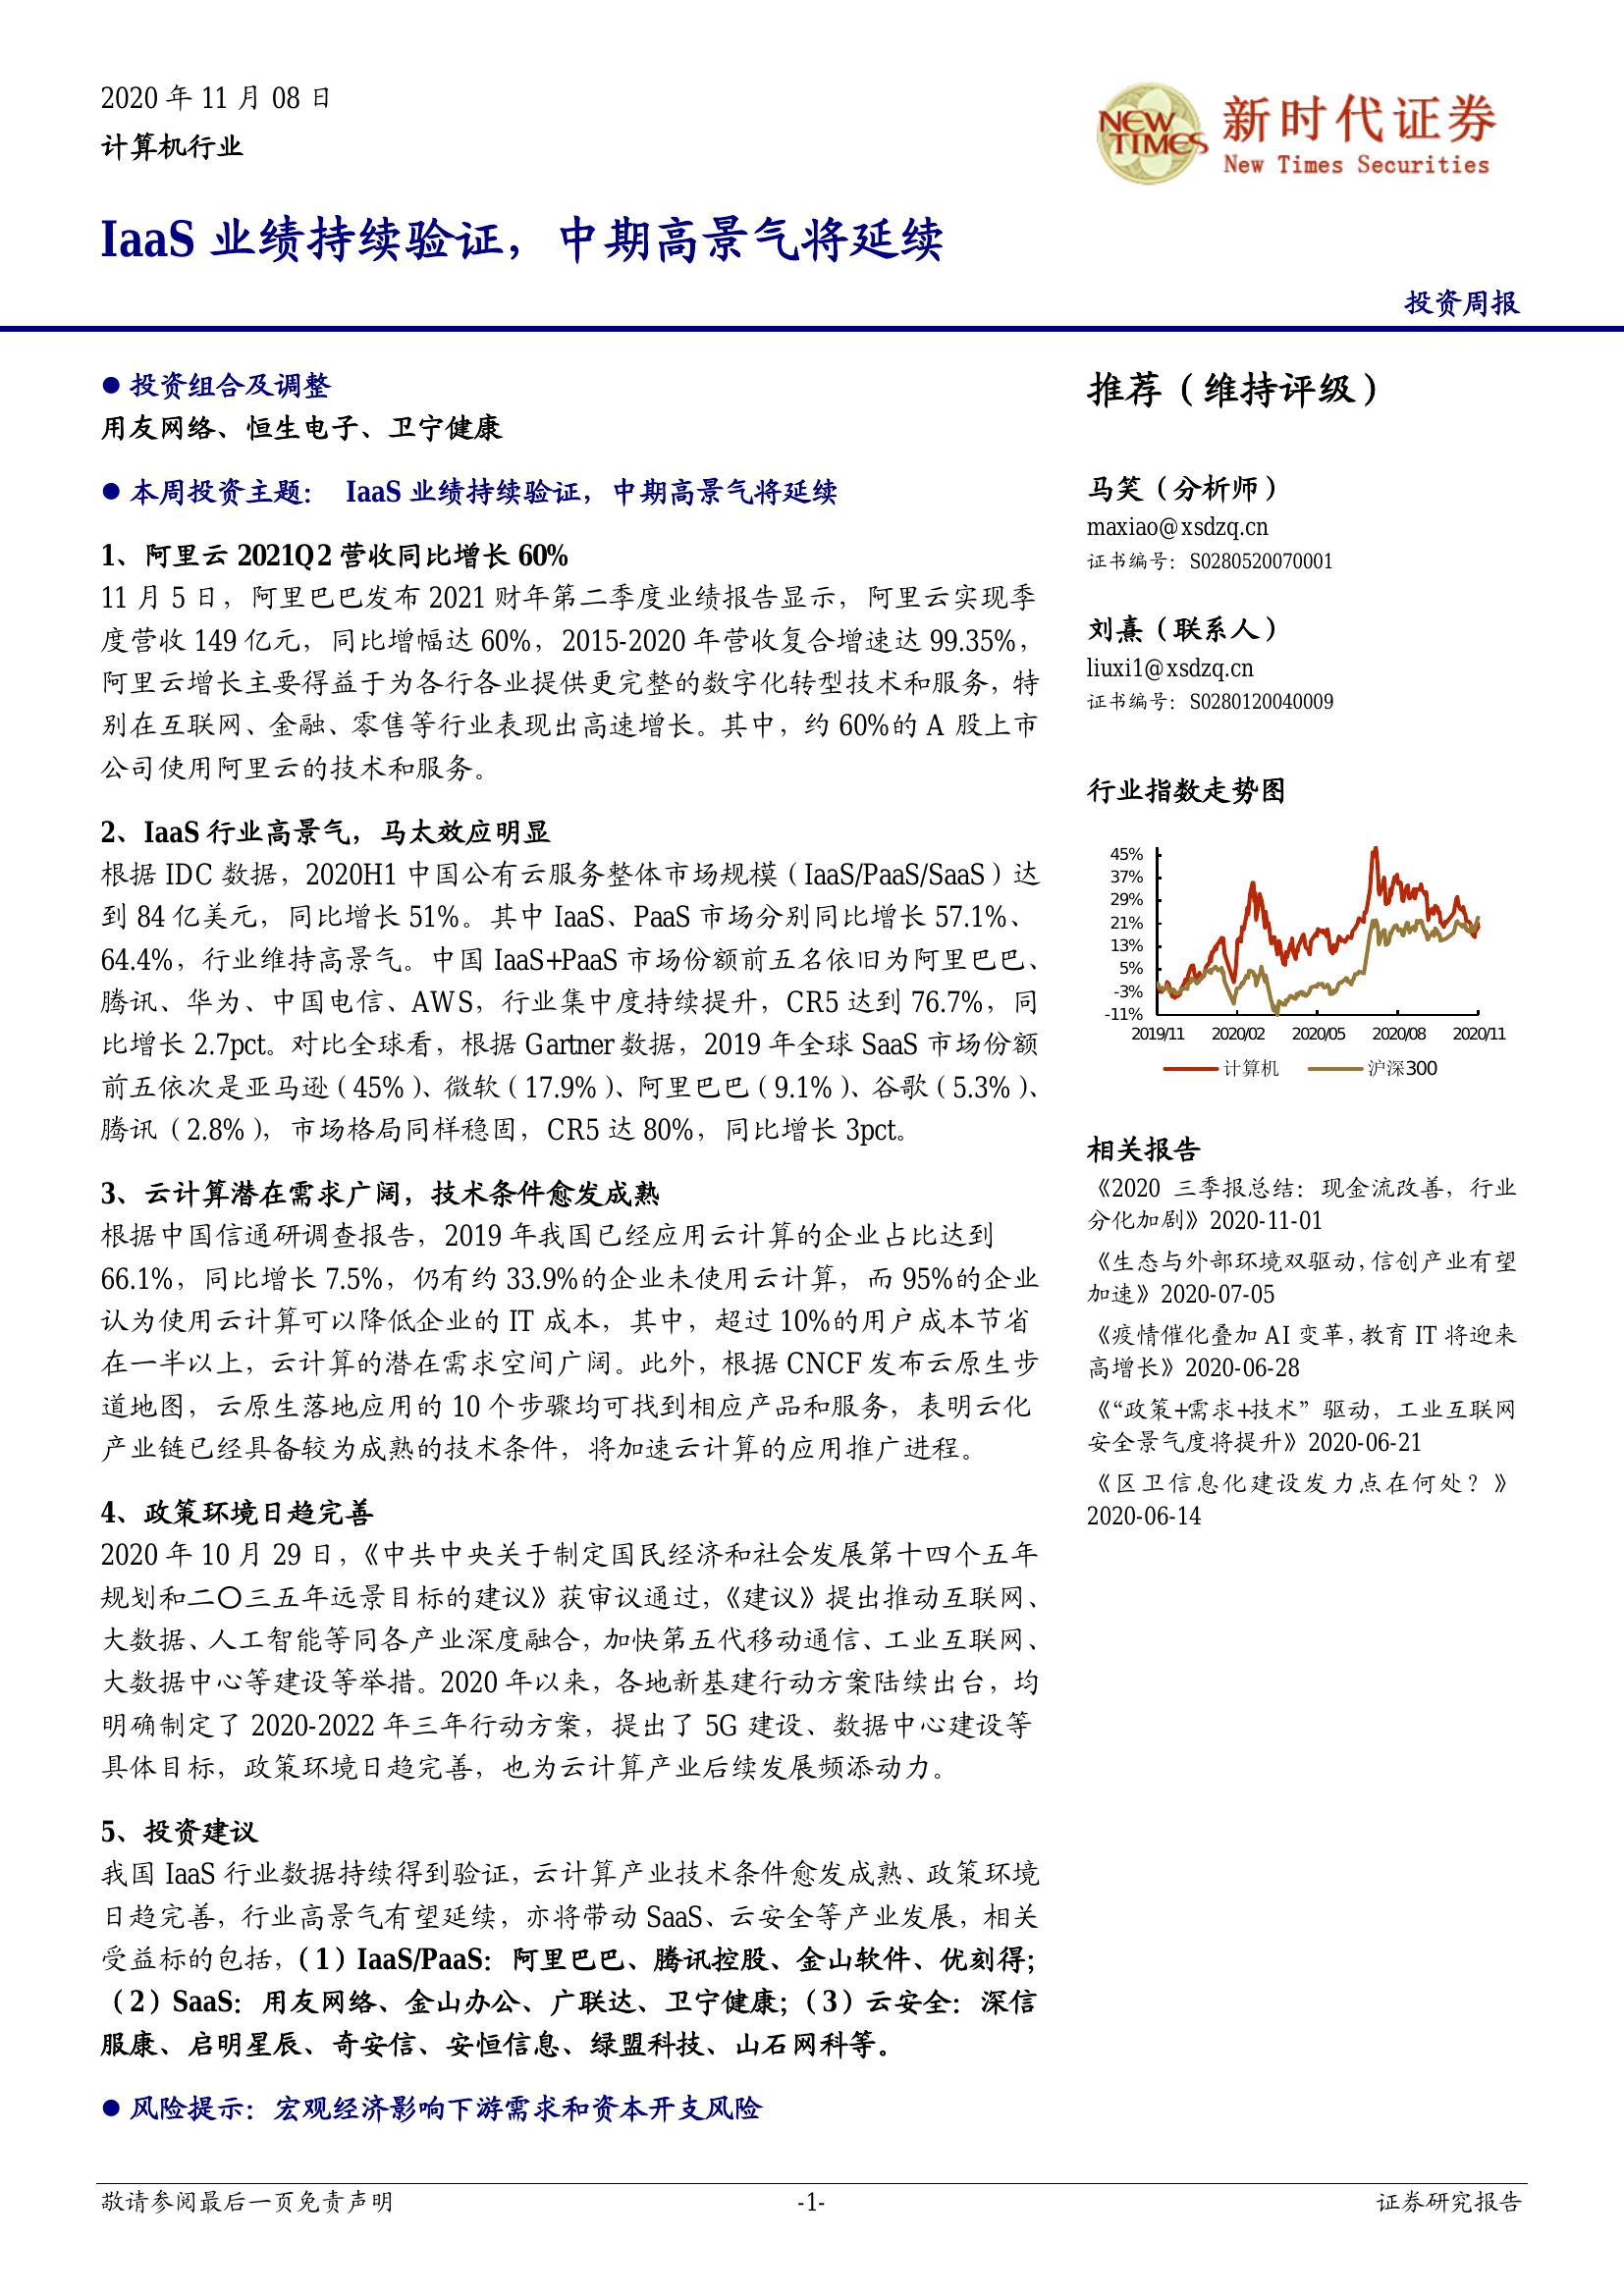 2020 年 11 月 08 日
计算机行业
NEW TIMES
新时代证券
New Times Securities
IaaS 业绩持续验证，中期高景气将延续
投资周报
● 投资组合及调整
用友网络、恒生电子、卫宁健康
● 本周投资主题： IaaS 业绩持续验证，中期高景气将延续
1、阿里云 2021Q2 营收同比增长 60%
11 月 5 日，阿里巴巴发布 2021 财年第二季度业绩报告显示，阿里云实现季
度营收 149 亿元，同比增幅达 60%，2015-2020 年营收复合增速达 99.35%，
阿里云增长主要得益于为各行各业提供更完整的数字化转型技术和服务，特
别在互联网、金融、零售等行业表现出高速增长。其中，约 60%的 A 股上市
公司使用阿里云的技术和服务。
2、IaaS 行业高景气，马太效应明显
根据 IDC 数据，2020H1 中国公有云服务整体市场规模（IaaS/PaaS/SaaS）达
到 84 亿美元，同比增长 51%。其中 IaaS、PaaS 市场分别同比增长 57.1%、
64.4%，行业维持高景气。中国 IaaS+PaaS 市场份额前五名依旧为阿里巴巴、
腾讯、华为、中国电信、AWS，行业集中度持续提升，CR5 达到 76.7%，同
比增长 2.7pct。对比全球看，根据 Gartner 数据，2019 年全球 SaaS 市场份额
前五依次是亚马逊（45%）、微软（17.9%）、阿里巴巴（9.1%）、谷歌（5.3%）、
腾讯（2.8%），市场格局同样稳固，CR5 达 80%，同比增长 3pct。
3、云计算潜在需求广阔，技术条件愈发成熟
根据中国信通研调查报告，2019 年我国已经应用云计算的企业占比达到
66.1%，同比增长 7.5%，仍有约 33.9%的企业未使用云计算，而 95%的企业
认为使用云计算可以降低企业的 IT 成本，其中，超过 10%的用户成本节省
在一半以上，云计算的潜在需求空间广阔。此外，根据 CNCF 发布云原生步
道地图，云原生落地应用的 10 个步骤均可找到相应产品和服务，表明云化
产业链已经具备较为成熟的技术条件，将加速云计算的应用推广进程。
4、政策环境日趋完善
2020 年 10 月 29 日，《中共中央关于制定国民经济和社会发展第十四个五年
规划和二〇三五年远景目标的建议》获审议通过，《建议》提出推动互联网、
大数据、人工智能等同各产业深度融合，加快第五代移动通信、工业互联网、
大数据中心等建设等举措。2020 年以来，各地新基建行动方案陆续出台，均
明确制定了 2020-2022 年三年行动方案，提出了 5G 建设、数据中心建设等
具体目标，政策环境日趋完善，也为云计算产业后续发展频添动力。
5、投资建议
我国 IaaS 行业数据持续得到验证，云计算产业技术条件愈发成熟、政策环境
日趋完善，行业高景气有望延续，亦将带动 SaaS、云安全等产业发展，相关
受益标的包括，（1）IaaS/PaaS：阿里巴巴、腾讯控股、金山软件、优刻得；
（2）SaaS：用友网络、金山办公、广联达、卫宁健康；（3）云安全：深信
服康、启明星辰、奇安信、安恒信息、绿盟科技、山石网科等。
● 风险提示：宏观经济影响下游需求和资本开支风险
推荐（维持评级）
马笑（分析师）
maxiao@xsdzq.cn
证书编号：S0280520070001
刘熹（联系人）
liuxi1@xsdzq.cn
证书编号：S0280120040009
行业指数走势图
45%
37%
29%
21%
13%
5%
-3%
-11%
2019/11 2020/02 2020/05 2020/08 2020/11
计算机 沪深300
相关报告
《2020 三季报总结：现金流改善，行业
分化加剧》2020-11-01
《生态与外部环境双驱动，信创产业有望
加速》2020-07-05
《疫情催化叠加 AI 变革，教育 IT 将迎来
高增长》2020-06-28
《“政策+需求+技术”驱动，工业互联网
安全景气度将提升》2020-06-21
《区卫信息化建设发力点在何处？》
2020-06-14
敬请参阅最后一页免责声明 -1- 证券研究报告